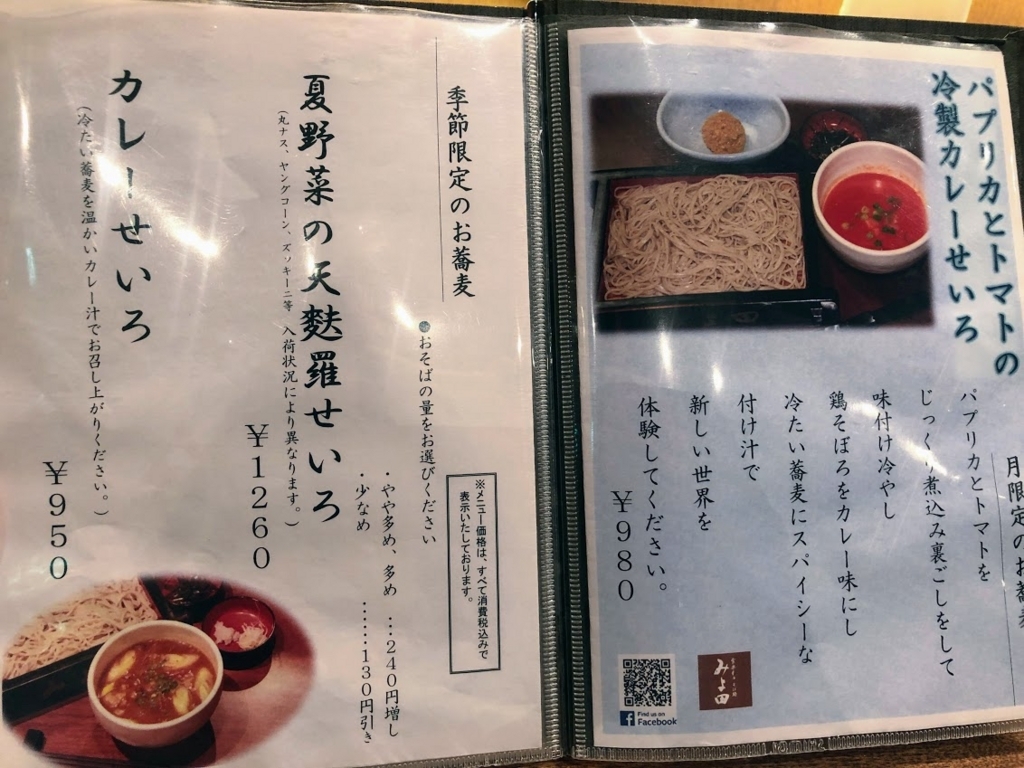 パプリカとトマトの
冷製カレーせいろ
月限定のお蕎麦
パプリカとトマトを
じっくり煮込み裏ごしをして
味付け冷やし
鶏そぼろをカレー味にし
冷たい蕎麦にスパイシーな
付け汁で
新しい世界を
体験してください。
￥980
みよ田
Find us on
Facebook
季節限定のお蕎麦
●おそばの量をお選びください
・やや多め、多め …240円増し
・少なめ ……130円引き
※メニュー価格は、すべて消費税込みで
表示いたしております。
夏野菜の天麩羅せいろ
（丸ナス、ヤングコーン、ズッキーニ等 入荷状況により異なります。）
￥1260
カレーせいろ
（冷たい蕎麦を温かいカレー汁でお召し上がりください。）
￥950